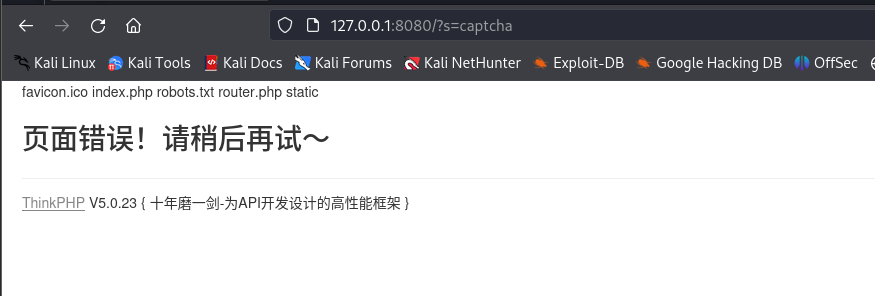 127.0.0.1:8080/?s=captcha
Kali Linux Kali Tools Kali Docs Kali Forums Kali NetHunter Exploit-DB Google Hacking DB OffSec
favicon.ico index.php robots.txt router.php static
页面错误！请稍后再试～
ThinkPHP V5.0.23 { 十年磨一剑-为API开发设计的高性能框架 }